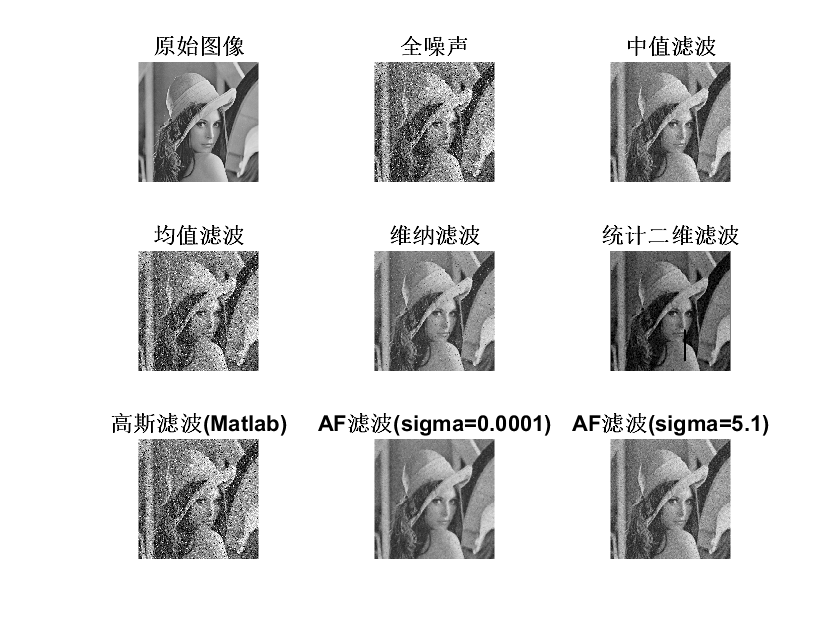 原始图像
全噪声
中值滤波
均值滤波
维纳滤波
统计二维滤波
高斯滤波(Matlab)
AF滤波(sigma=0.0001)
AF滤波(sigma=5.1)